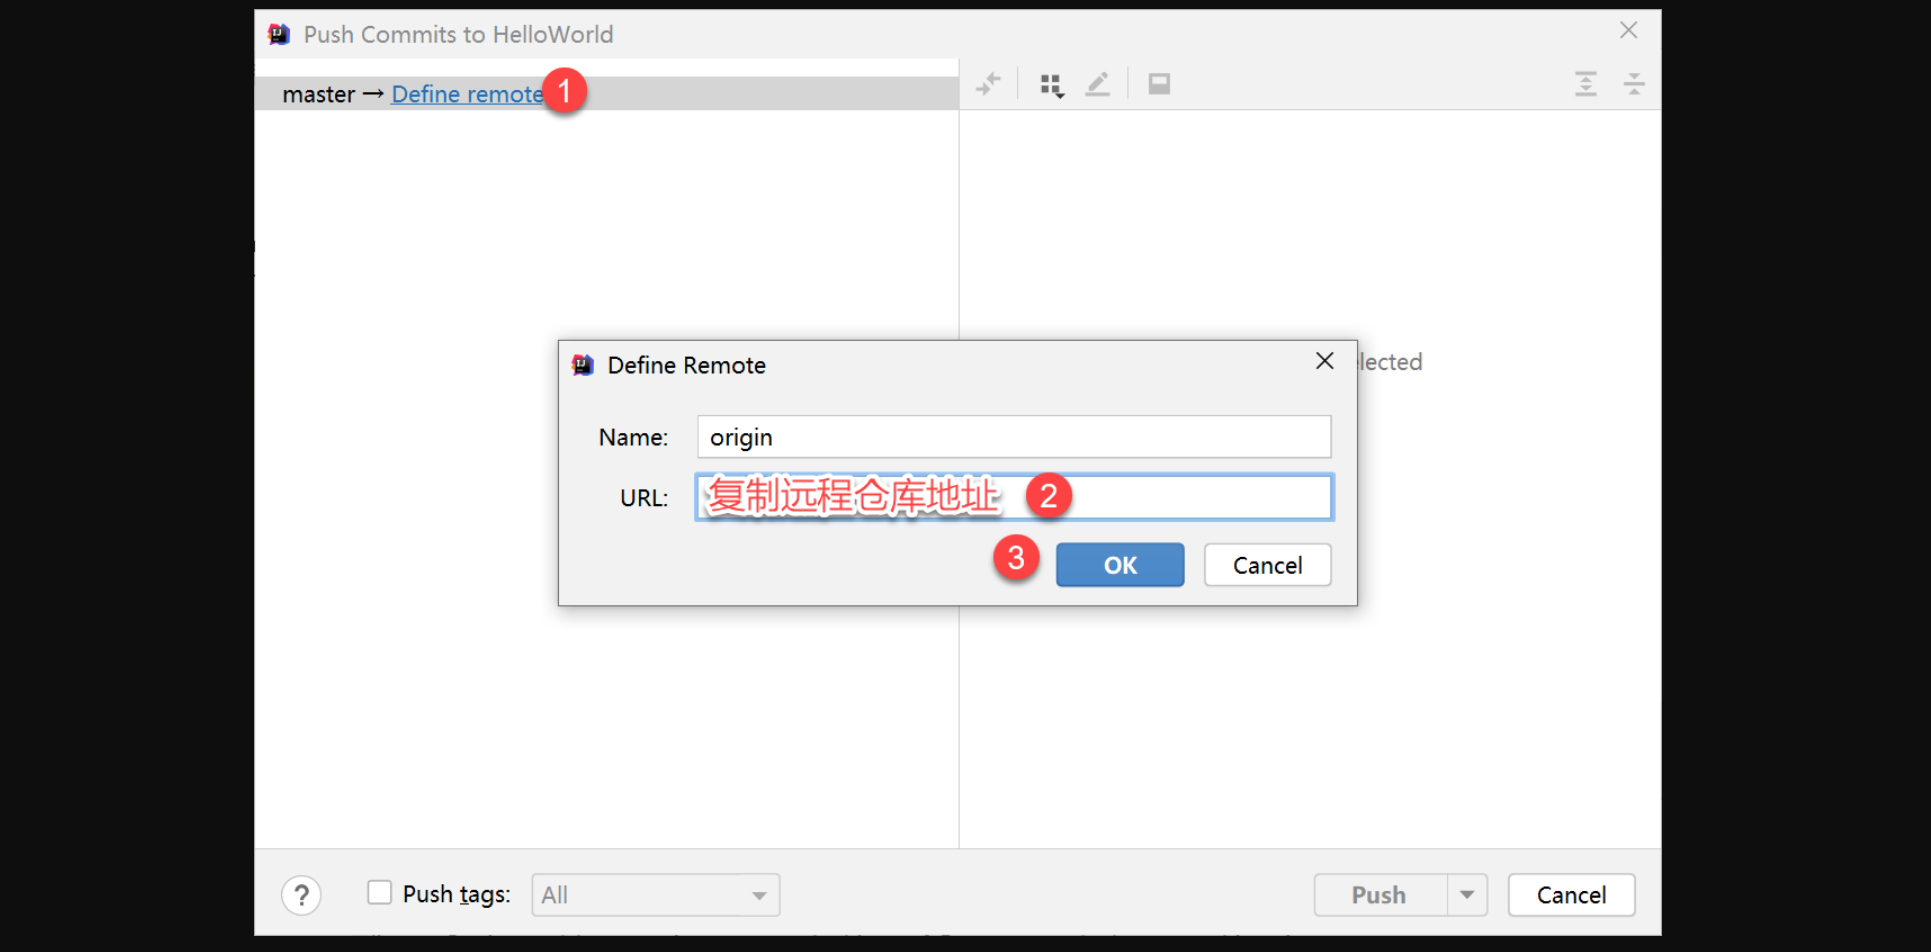 Push Commits to HelloWorld
master → Define remote 1
Define Remote
lected
Name: origin
URL: 复制远程仓库地址 2
3 OK Cancel
? Push tags: All Push Cancel